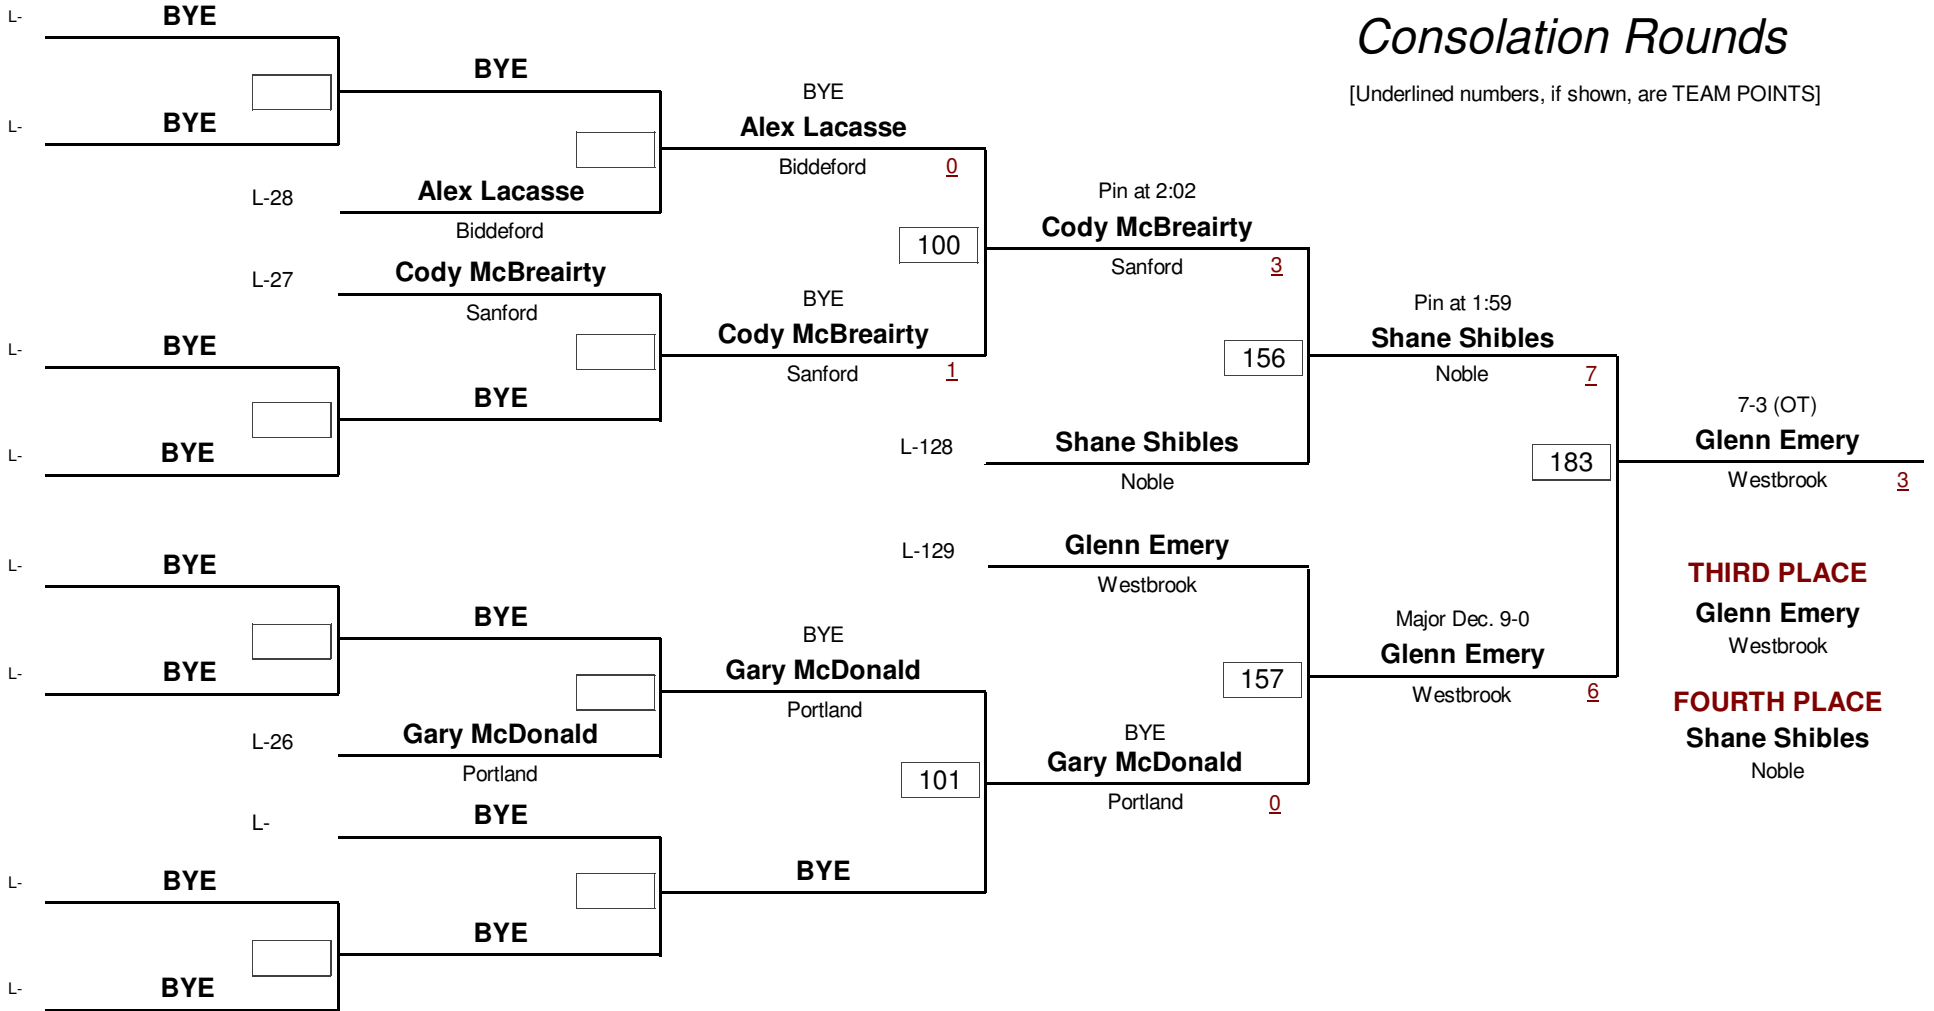 Consolation Rounds
[Underlined numbers, if shown, are TEAM POINTS]
L-
BYE
L-
BYE
BYE
L-28
Alex Lacasse
Biddeford
BYE
Alex Lacasse
Biddeford
0
L-27
Cody McBreairty
Sanford
L-
BYE
L-
BYE
BYE
BYE
Cody McBreairty
Sanford
1
100
Pin at 2:02
Cody McBreairty
Sanford
3
L-128
Shane Shibles
Noble
156
Pin at 1:59
Shane Shibles
Noble
7
L-
BYE
L-
BYE
BYE
L-26
Gary McDonald
Portland
BYE
Gary McDonald
Portland
L-
BYE
L-
BYE
L-
BYE
BYE
BYE
101
L-129
Glenn Emery
Westbrook
BYE
Gary McDonald
Portland
0
157
Major Dec. 9-0
Glenn Emery
Westbrook
6
183
7-3 (OT)
Glenn Emery
Westbrook
3
THIRD PLACE
Glenn Emery
Westbrook
FOURTH PLACE
Shane Shibles
Noble